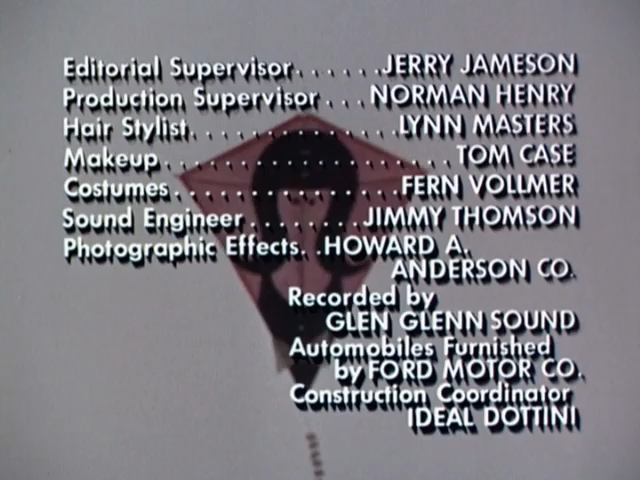 Editorial Supervisor......JERRY JAMESON
Production Supervisor...NORMAN HENRY
Hair Stylist..............LYNN MASTERS
Makeup...................TOM CASE
Costumes...............FERN VOLLMER
Sound Engineer........JIMMY THOMSON
Photographic Effects..HOWARD A.
ANDERSON CO.
Recorded by
GLEN GLENN SOUND
Automobiles Furnished
by FORD MOTOR CO.
Construction Coordinator
IDEAL DOTTINI